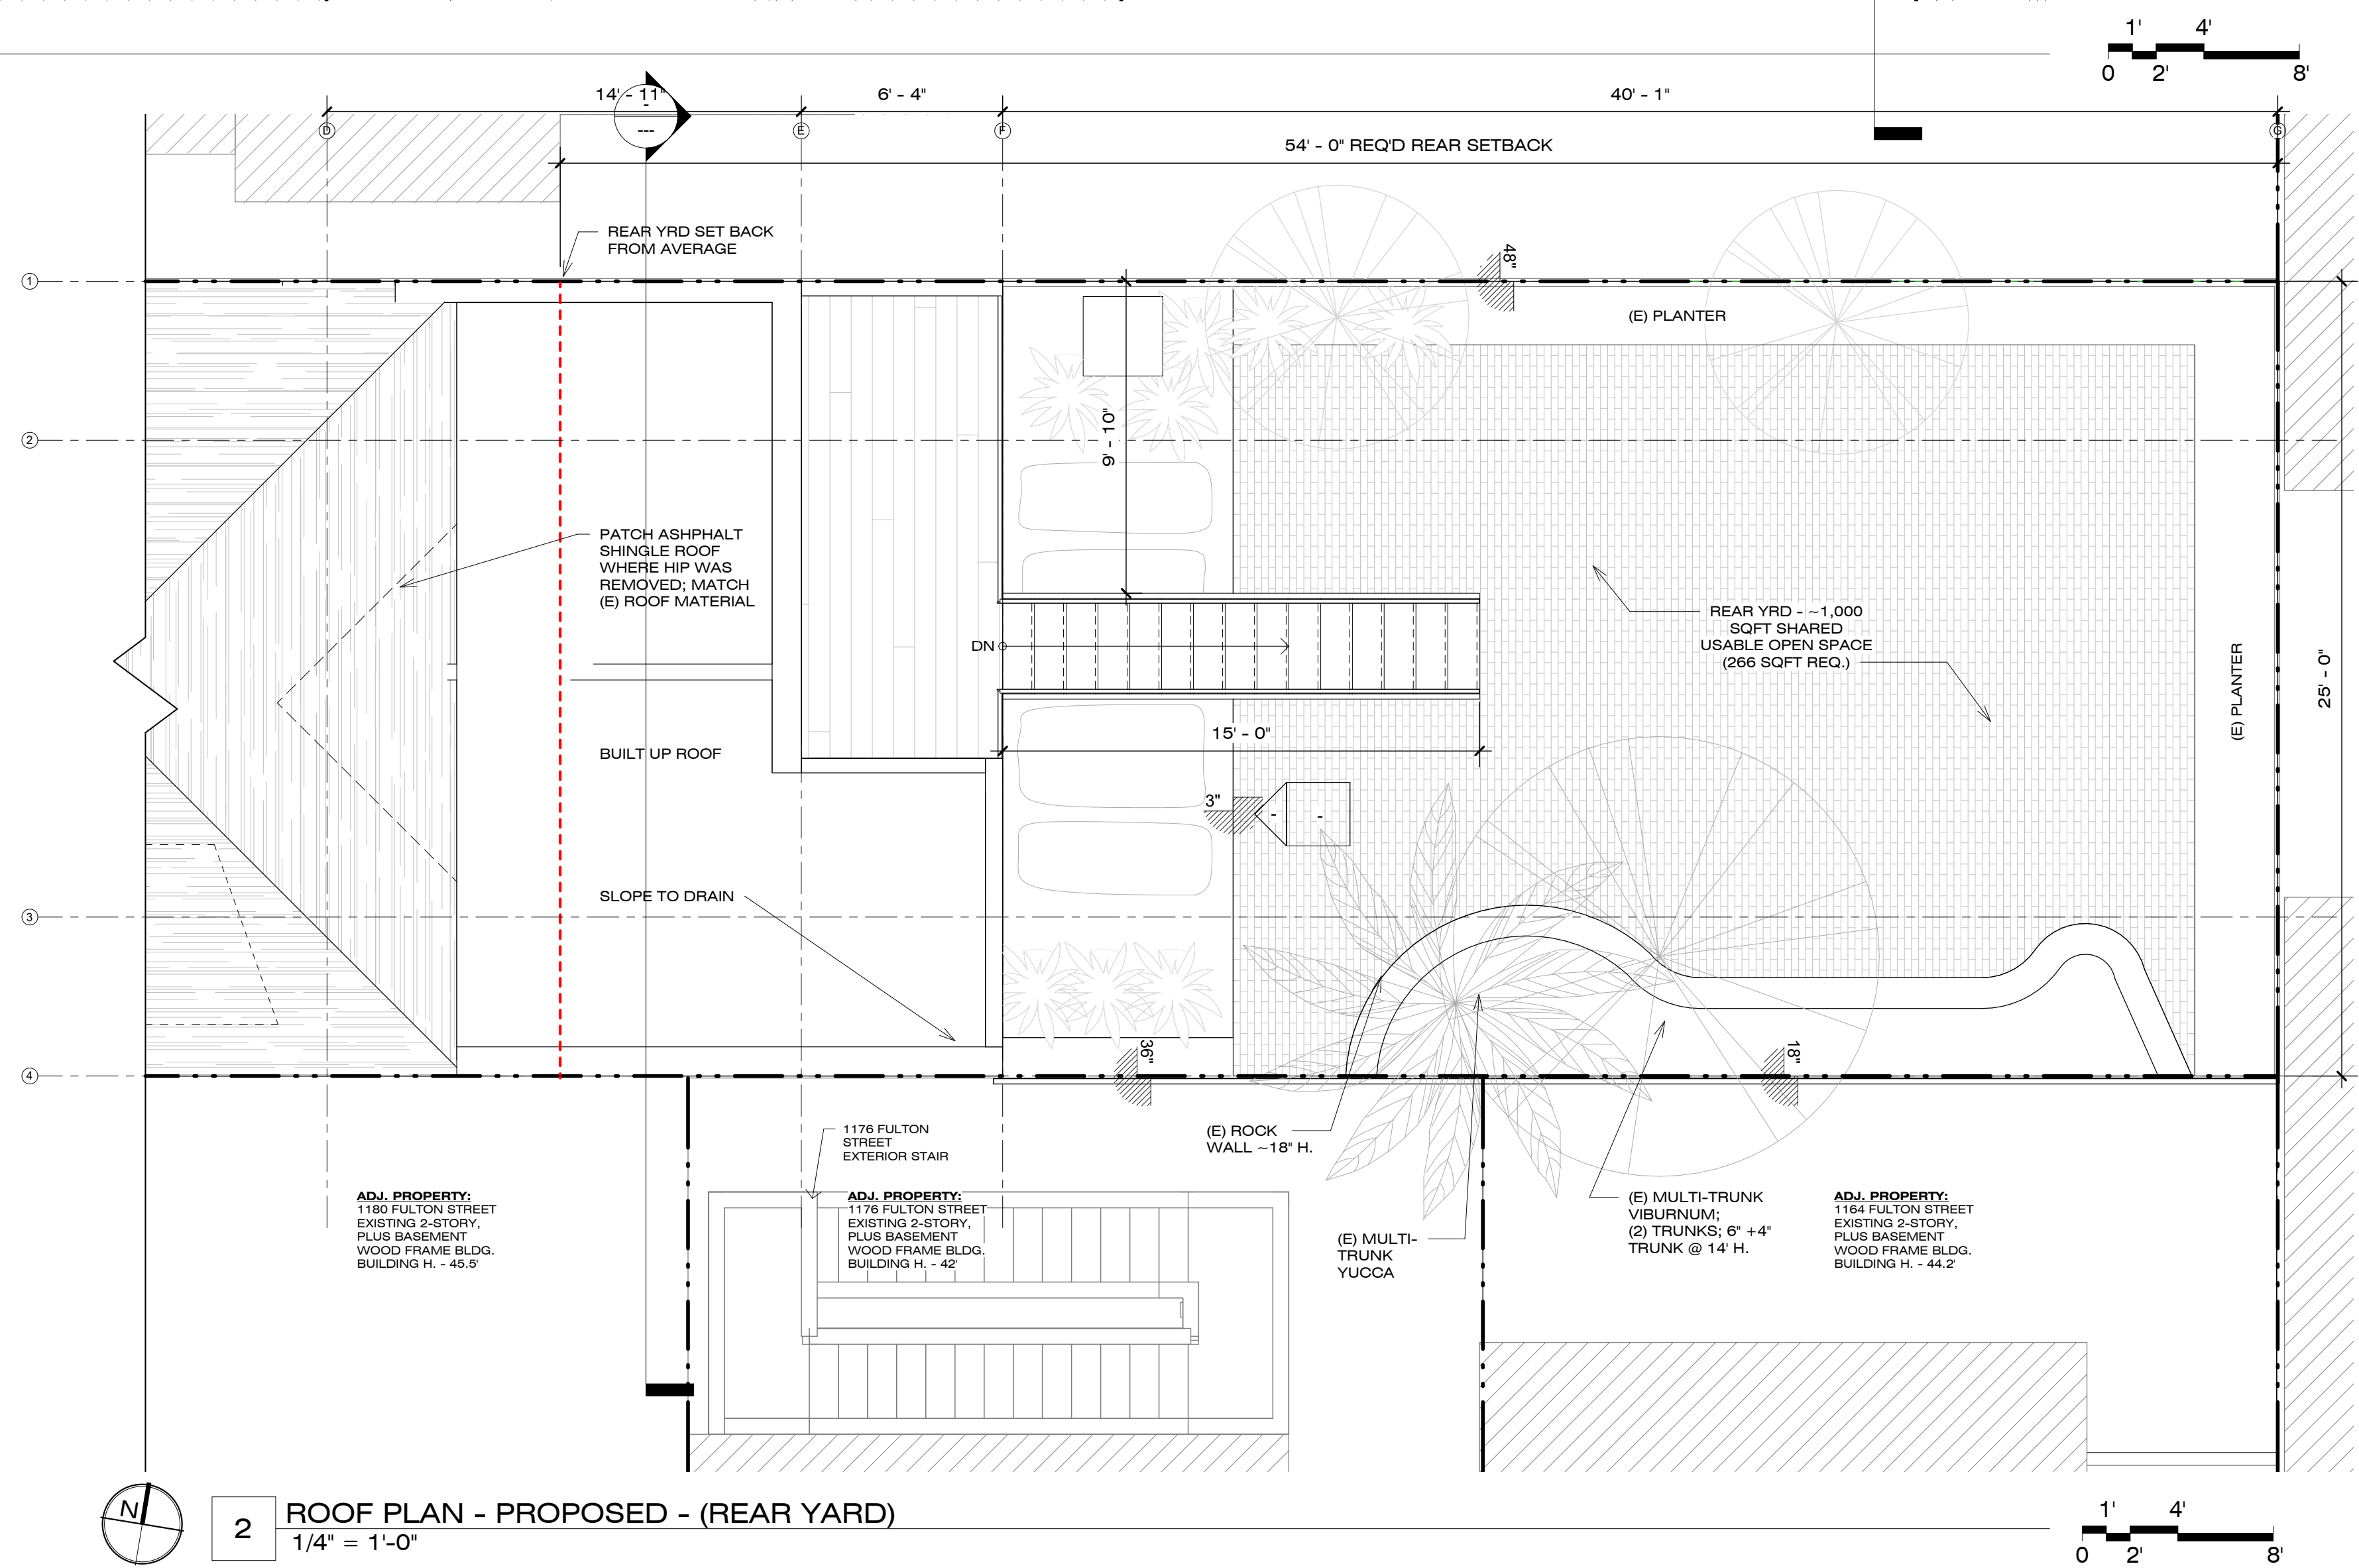 1' 4'
0 2' 8'
14' - 11" 6' - 4" 40' - 1"
-
---
D E F G
54' - 0" REQ'D REAR SETBACK
REAR YRD SET BACK
FROM AVERAGE
48"
1
(E) PLANTER
2
9' - 10"
PATCH ASHPHALT
SHINGLE ROOF
WHERE HIP WAS
REMOVED; MATCH
(E) ROOF MATERIAL
DN
REAR YRD - ~1,000
SQFT SHARED
USABLE OPEN SPACE
(266 SQFT REQ.)
(E) PLANTER
25' - 0"
15' - 0"
BUILT UP ROOF
3"
- -
SLOPE TO DRAIN
3
36"
18"
4
1176 FULTON
STREET
EXTERIOR STAIR
(E) ROCK
WALL ~18" H.
ADJ. PROPERTY:
1180 FULTON STREET
EXISTING 2-STORY,
PLUS BASEMENT
WOOD FRAME BLDG.
BUILDING H. - 45.5'
ADJ. PROPERTY:
1176 FULTON STREET
EXISTING 2-STORY,
PLUS BASEMENT
WOOD FRAME BLDG.
BUILDING H. - 42'
(E) MULTI-
TRUNK
YUCCA
(E) MULTI-TRUNK
VIBURNUM;
(2) TRUNKS; 6" +4"
TRUNK @ 14' H.
ADJ. PROPERTY:
1164 FULTON STREET
EXISTING 2-STORY,
PLUS BASEMENT
WOOD FRAME BLDG.
BUILDING H. - 44.2'
N
2
ROOF PLAN - PROPOSED - (REAR YARD)
1/4" = 1'-0"
1' 4'
0 2' 8'